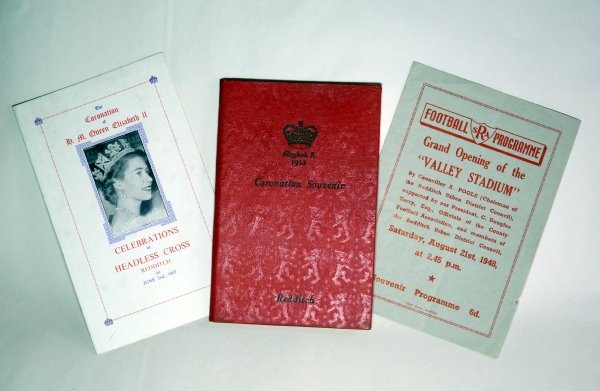 The
Coronation
of
H. M. Queen Elizabeth II
CELEBRATIONS
at
HEADLESS CROSS
REDDITCH
on
JUNE 2nd, 1953
Elizabeth R.
1953
Coronation Souvenir
Redditch
FOOTBALL PROGRAMME
Grand Opening of the
"VALLEY STADIUM"
By Councillor R. POOLE (Chairman of
the Redditch Urban District Council),
supported by our President, C. Douglas
Terry, Esq., Officials of the County
Football Association, and members of
the Redditch Urban District Council,
Saturday, August 21st, 1948,
at 2.45 p.m.
Souvenir Programme 6d.